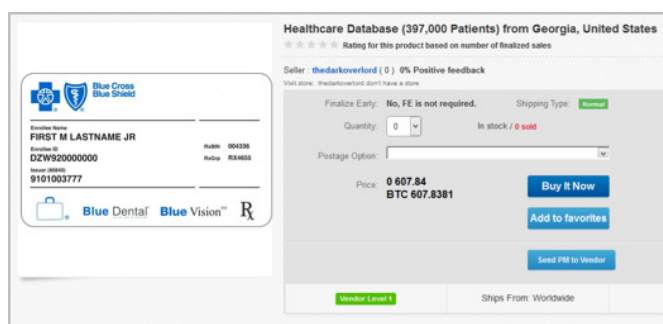 Healthcare Database (397,000 Patients) from Georgia, United States
Rating for this product based on number of finalized sales
Seller : thedarkoverlord ( 0 ) 0% Positive feedback
Visit store: thedarkoverlord don't have a store
Finalize Early: No, FE is not required. Shipping Type: Normal
Quantity: 0 In stock / 0 sold
Postage Option:
Price: 0 607.84
BTC 607.8381
Buy It Now
Add to favorites
Send PM to Vendor
Vendor Level 1 Ships From: Worldwide
Blue Cross
Blue Shield
Enrollee Name
FIRST M LASTNAME JR
Enrollee ID
DZW920000000
Issuer (80840)
9101003777
RxBIN 004336
RxGrp RX4655
Blue Dental Blue Vision℠ Rx